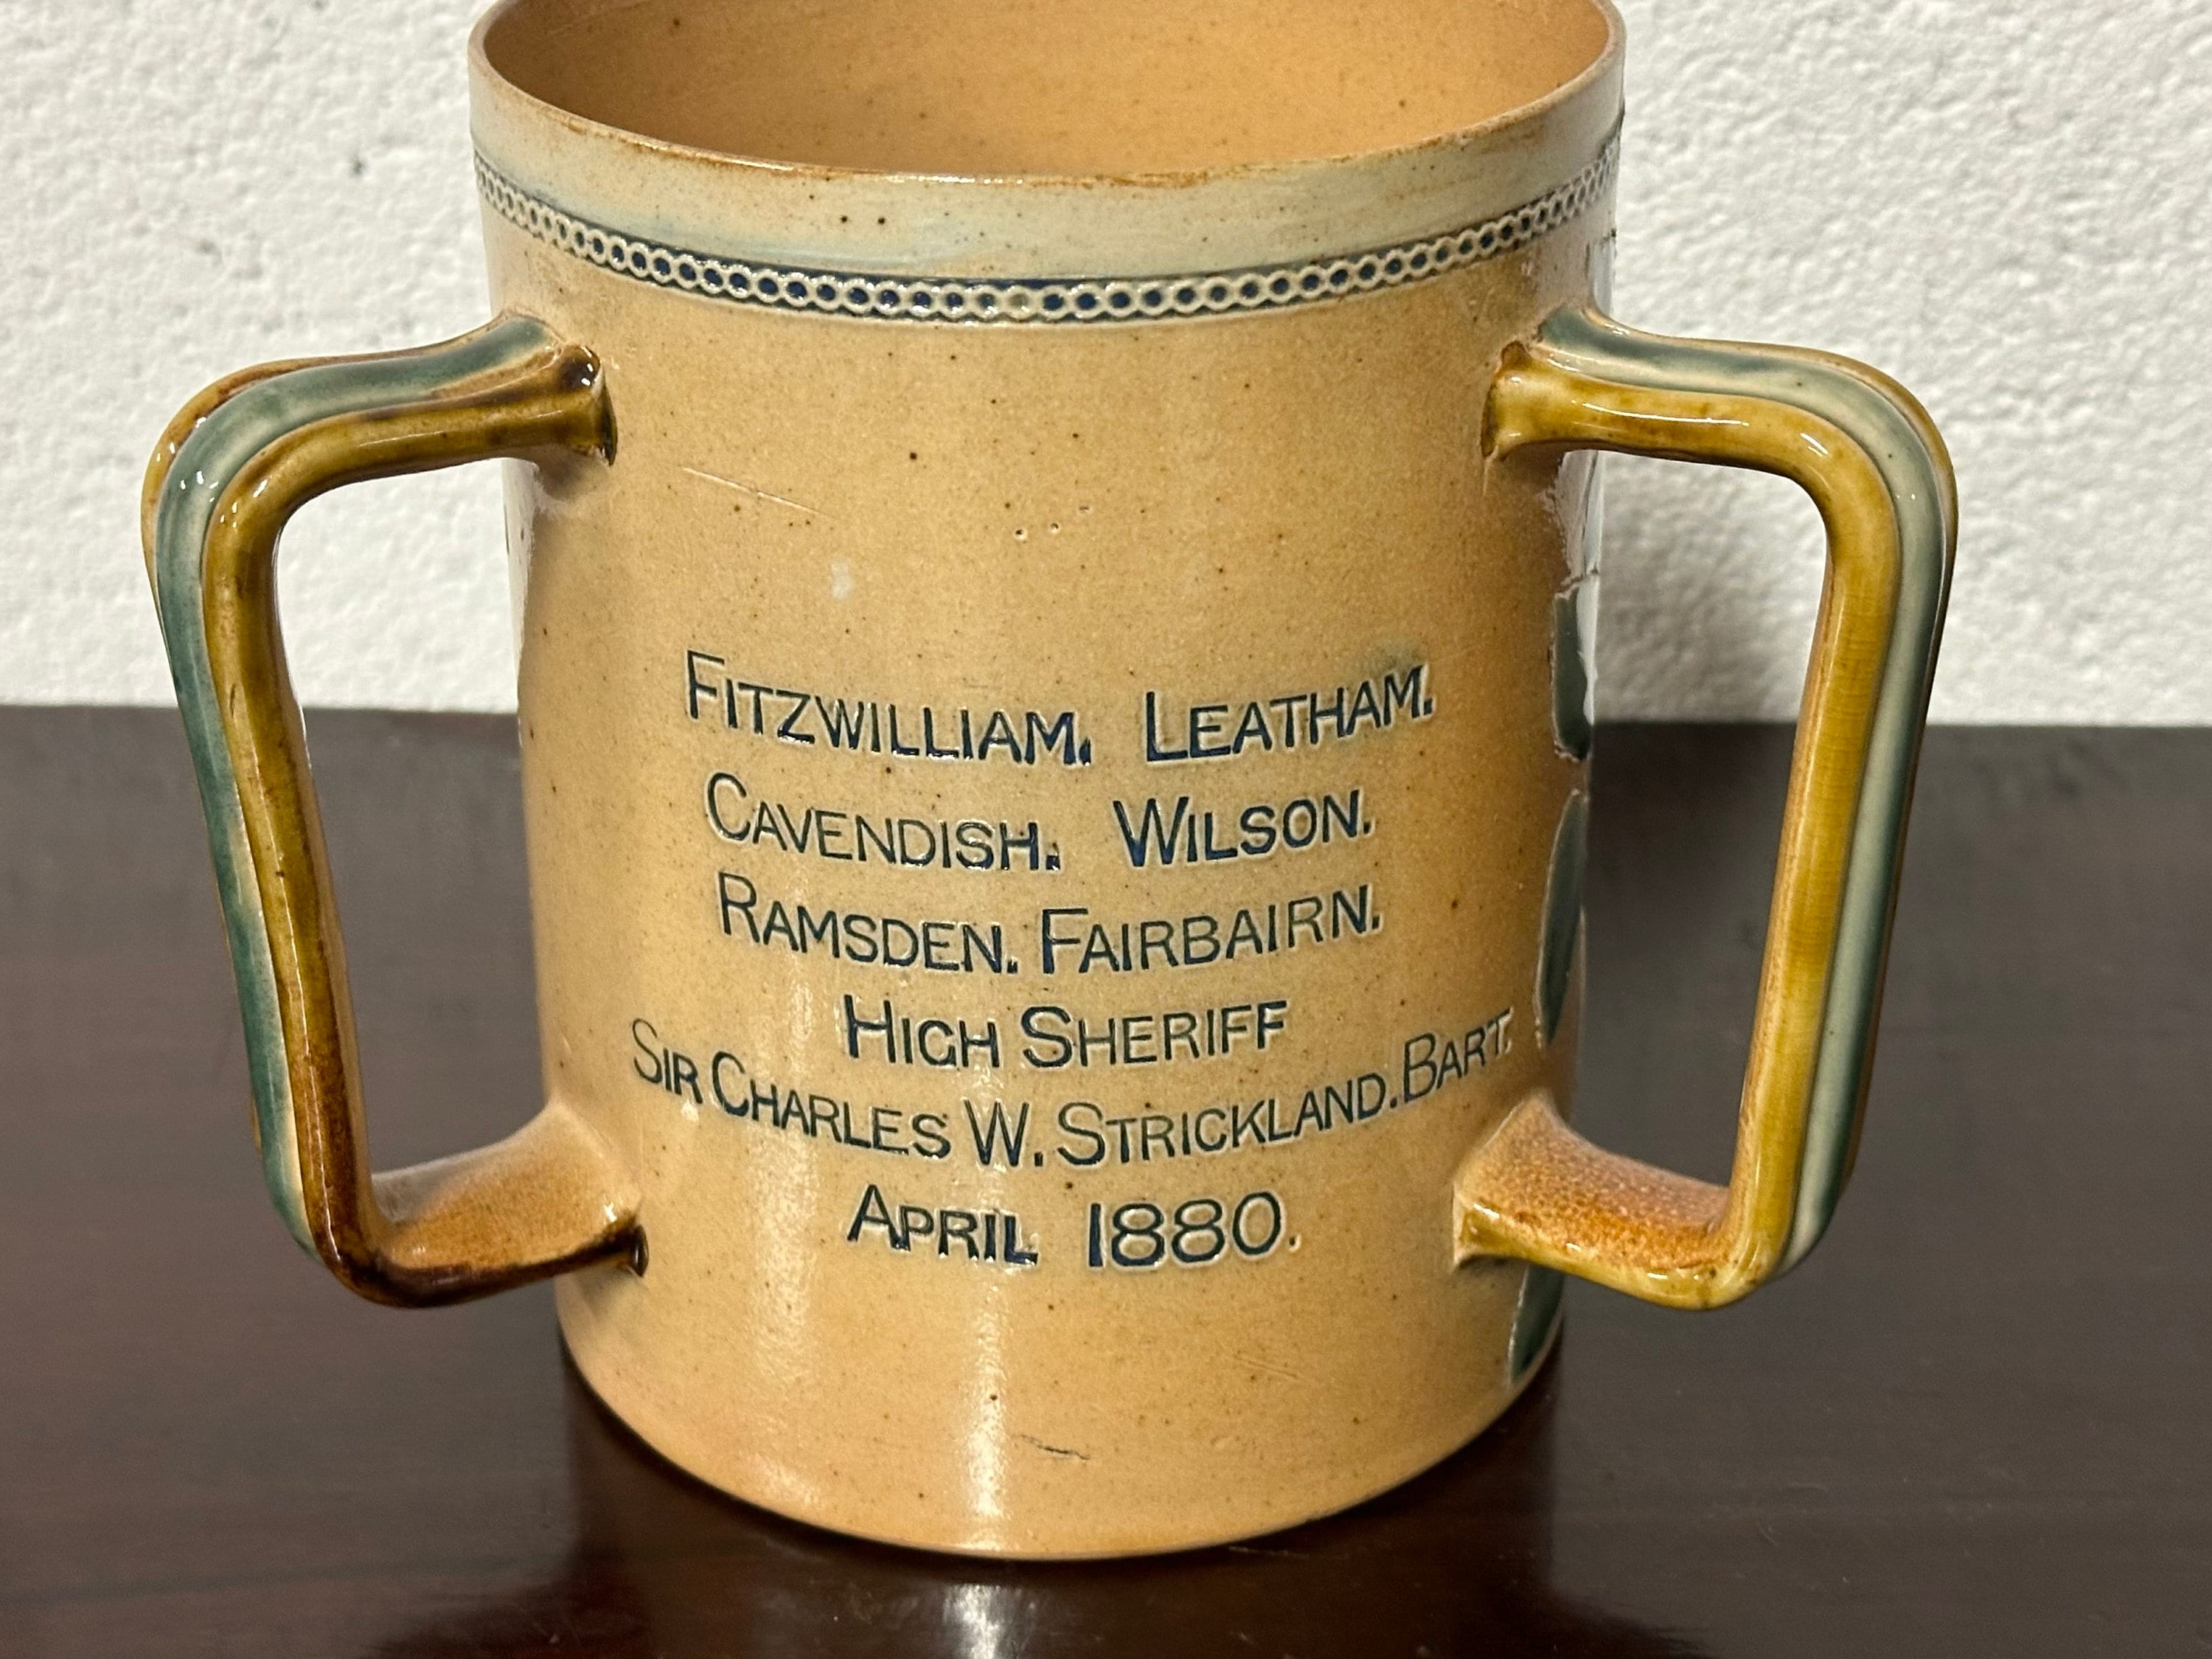 FITZWILLIAM. LEATHAM.
CAVENDISH. WILSON.
RAMSDEN. FAIRBAIRN.
HIGH SHERIFF
SIR CHARLES W. STRICKLAND. BART.
APRIL 1880.